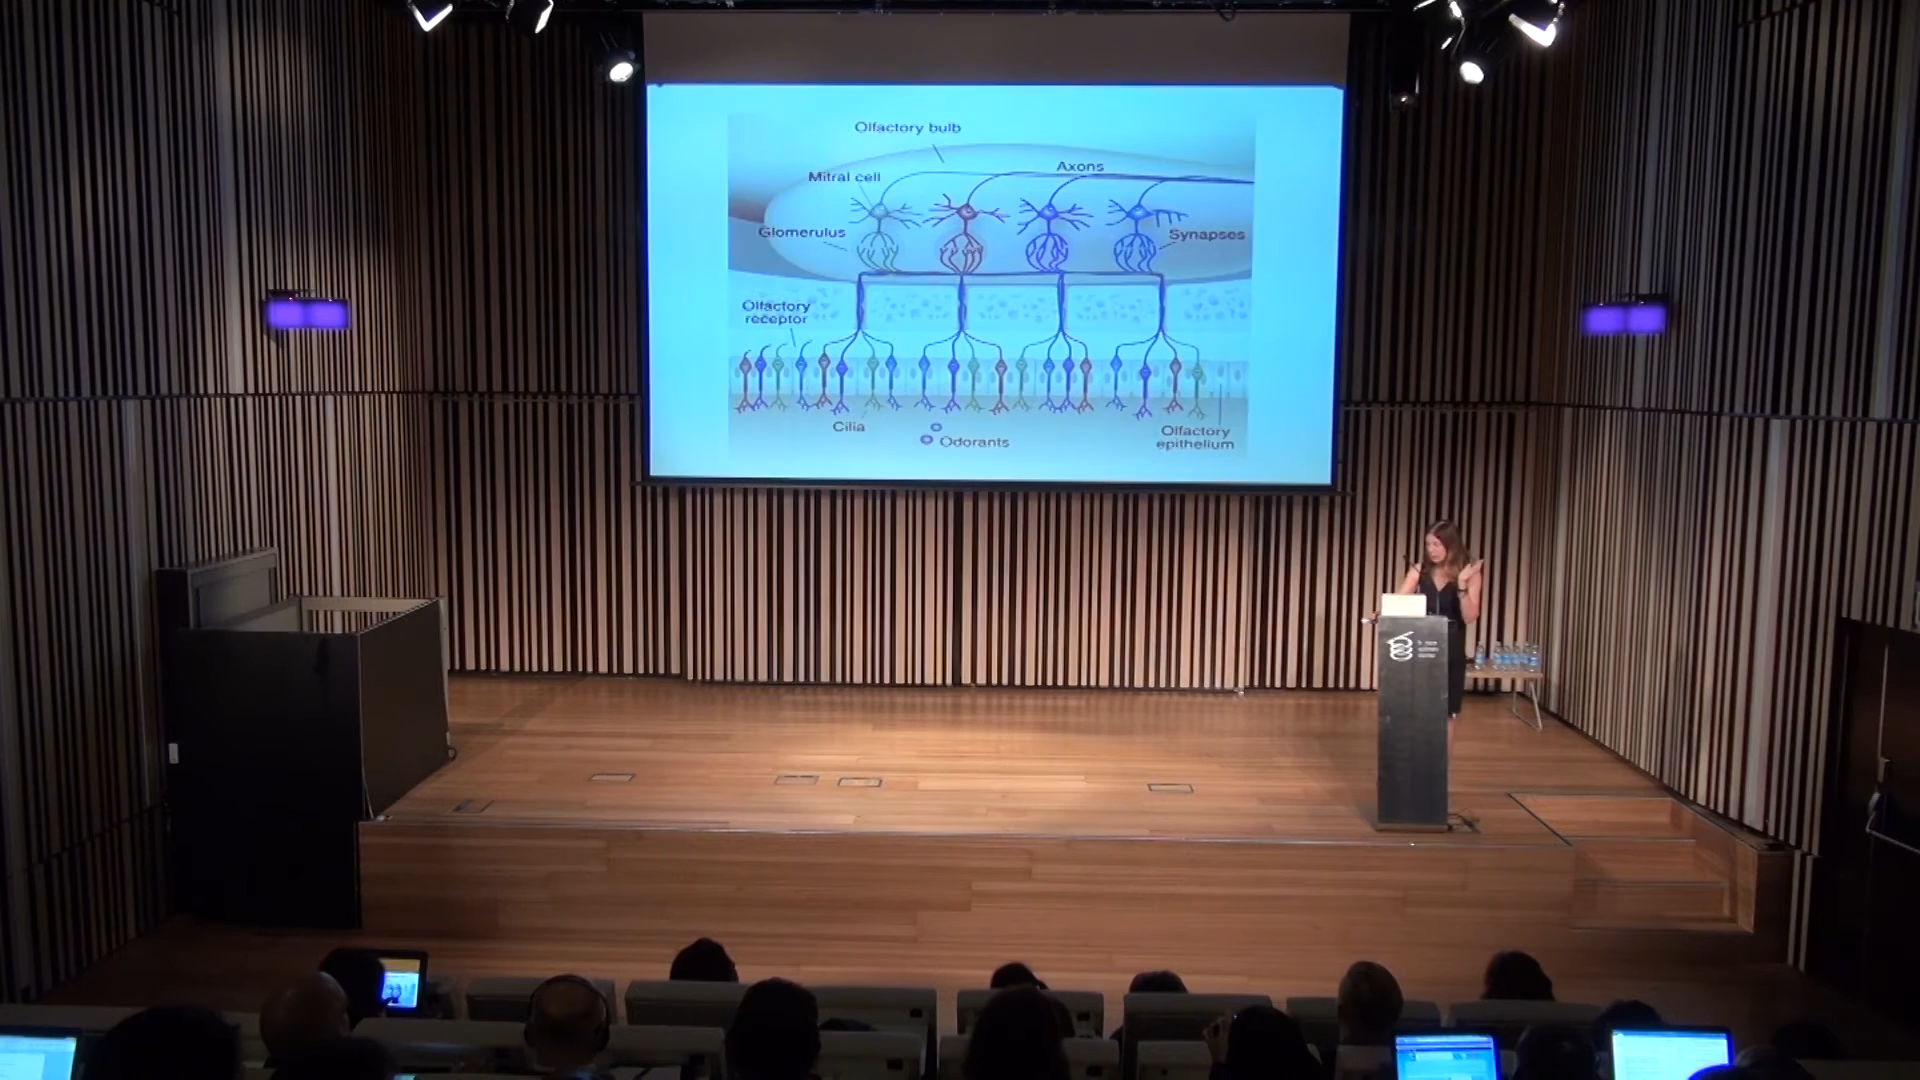 Olfactory bulb
Axons
Mitral cell
Glomerulus
Synapses
Olfactory
receptor
Cilia
Odorants
Olfactory
epithelium